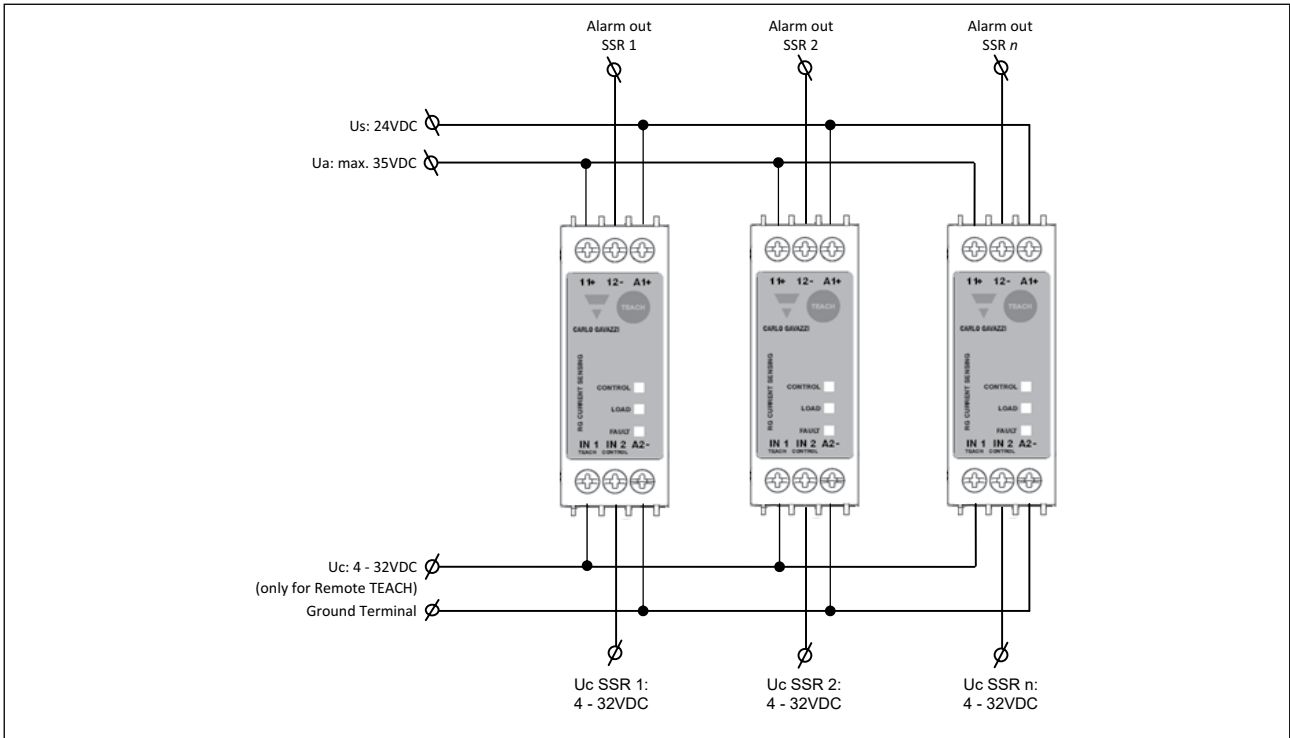 Alarm out
SSR 1
Alarm out
SSR 2
Alarm out
SSR n
Us: 24VDC
Ua: max. 35VDC
11+ 12- A1+
TEACH
CARLO GAVAZZI
RG CURRENT SENSING
CONTROL
LOAD
FAULT
IN 1 IN 2 A2-
TEACH CONTROL
11+ 12- A1+
TEACH
CARLO GAVAZZI
RG CURRENT SENSING
CONTROL
LOAD
FAULT
IN 1 IN 2 A2-
TEACH CONTROL
11+ 12- A1+
TEACH
CARLO GAVAZZI
RG CURRENT SENSING
CONTROL
LOAD
FAULT
IN 1 IN 2 A2-
TEACH CONTROL
Uc: 4 - 32VDC
(only for Remote TEACH)
Ground Terminal
Uc SSR 1:
4 - 32VDC
Uc SSR 2:
4 - 32VDC
Uc SSR n:
4 - 32VDC